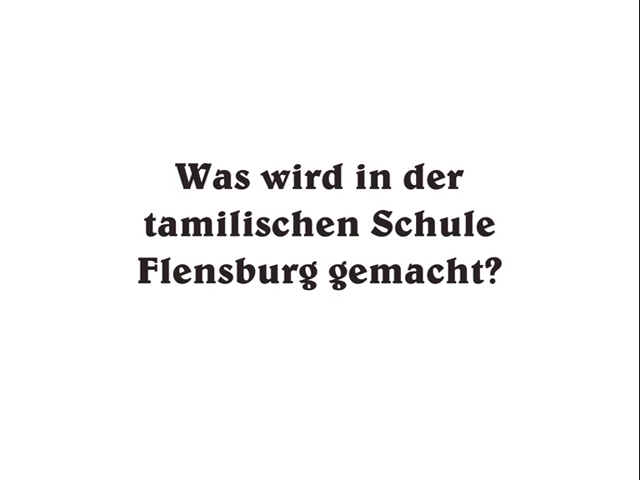 Was wird in der
tamilischen Schule
Flensburg gemacht?